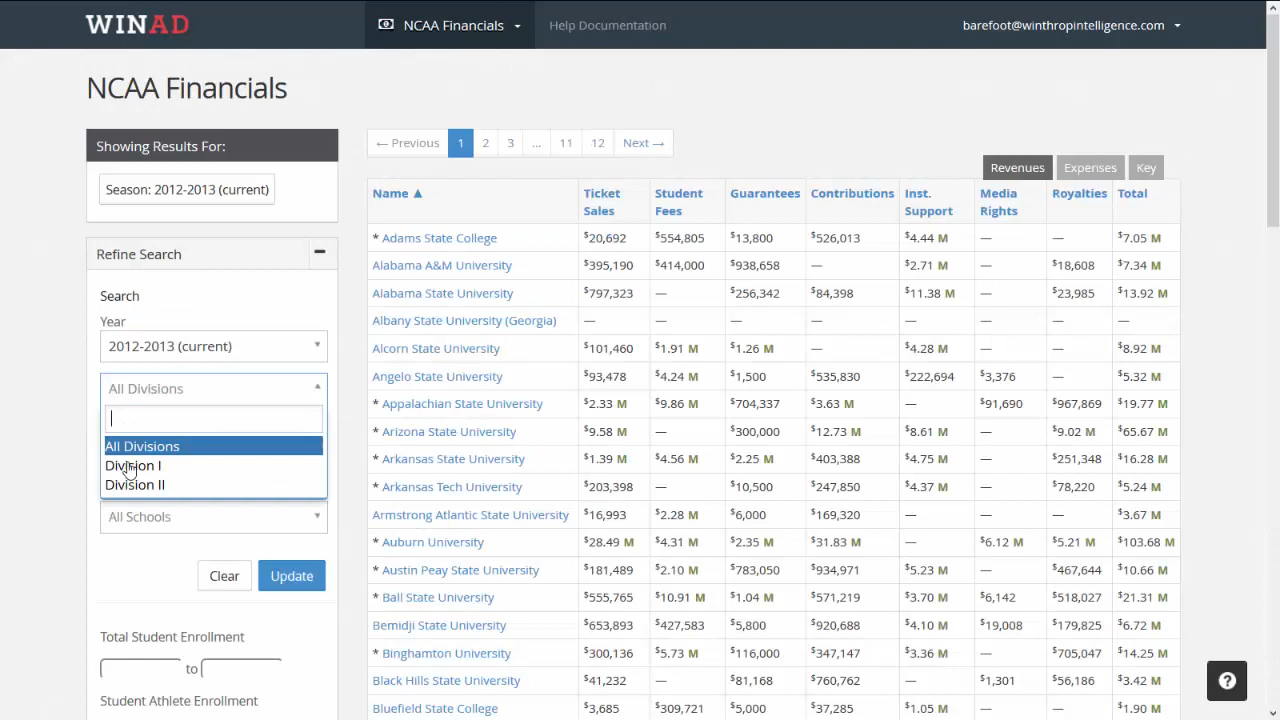 WINAD
NCAA Financials
Help Documentation
barefoot@winthropintelligence.com
NCAA Financials
Showing Results For:
Season: 2012-2013 (current)
Refine Search
Search
Year
2012-2013 (current)
All Divisions
All Divisions
Division I
Division II
All Schools
Clear
Update
Total Student Enrollment
to
Student Athlete Enrollment
← Previous 1 2 3 ... 11 12 Next →
Revenues Expenses Key
Name ▲ Ticket Sales Student Fees Guarantees Contributions Inst. Support Media Rights Royalties Total
* Adams State College $20,692 $554,805 $13,800 $526,013 $4.44 M — — $7.05 M
Alabama A&M University $395,190 $414,000 $938,658 — $2.71 M — $18,608 $7.34 M
Alabama State University $797,323 — $256,342 $84,398 $11.38 M — $23,985 $13.92 M
Albany State University (Georgia) — — — — — — — —
Alcorn State University $101,460 $1.91 M $1.26 M — $4.28 M — — $8.92 M
Angelo State University $93,478 $4.24 M $1,500 $535,830 $222,694 $3,376 — $5.32 M
* Appalachian State University $2.33 M $9.86 M $704,337 $3.63 M — $91,690 $967,869 $19.77 M
* Arizona State University $9.58 M — $300,000 $12.73 M $8.61 M — $9.02 M $65.67 M
Arkansas State University $1.39 M $4.56 M $2.25 M $403,388 $4.75 M — $251,348 $16.28 M
Arkansas Tech University $203,398 — $10,500 $247,850 $4.37 M — $78,220 $5.24 M
Armstrong Atlantic State University $16,993 $2.28 M $6,000 $169,320 — — — $3.67 M
* Auburn University $28.49 M $4.31 M $2.35 M $31.83 M — $6.12 M $5.21 M $103.68 M
* Austin Peay State University $181,489 $2.10 M $783,050 $934,971 $5.23 M — $467,644 $10.66 M
* Ball State University $555,765 $10.91 M $1.04 M $571,219 $3.70 M $6,142 $518,027 $21.31 M
Bemidji State University $653,893 $427,583 $5,800 $920,688 $4.10 M $19,008 $179,825 $6.72 M
* Binghamton University $300,136 $5.73 M $116,000 $347,147 $3.36 M — $705,047 $14.25 M
Black Hills State University $41,232 — $81,168 $760,762 — $1,301 $56,186 $3.42 M
Bluefield State College $3,685 $309,721 $5,000 $37,285 $1.05 M — — $1.90 M
?